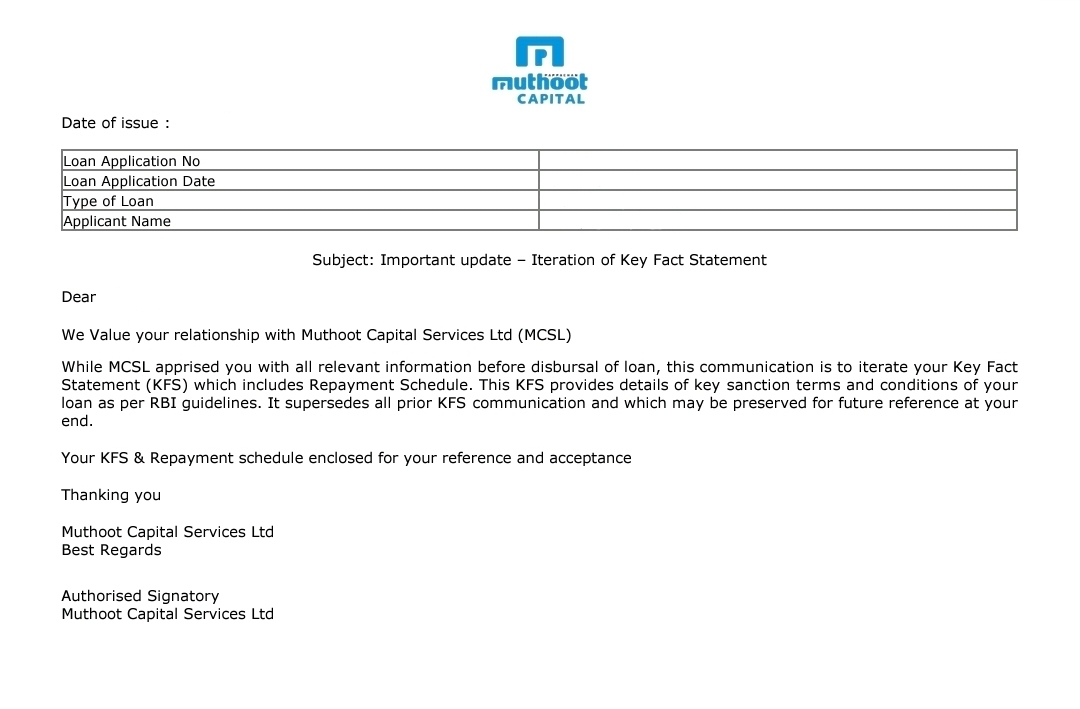 muthoot
CAPITAL
Date of issue :
Loan Application No
Loan Application Date
Type of Loan
Applicant Name
Subject: Important update – Iteration of Key Fact Statement
Dear
We Value your relationship with Muthoot Capital Services Ltd (MCSL)
While MCSL apprised you with all relevant information before disbursal of loan, this communication is to iterate your Key Fact
Statement (KFS) which includes Repayment Schedule. This KFS provides details of key sanction terms and conditions of your
loan as per RBI guidelines. It supersedes all prior KFS communication and which may be preserved for future reference at your
end.
Your KFS & Repayment schedule enclosed for your reference and acceptance
Thanking you
Muthoot Capital Services Ltd
Best Regards
Authorised Signatory
Muthoot Capital Services Ltd